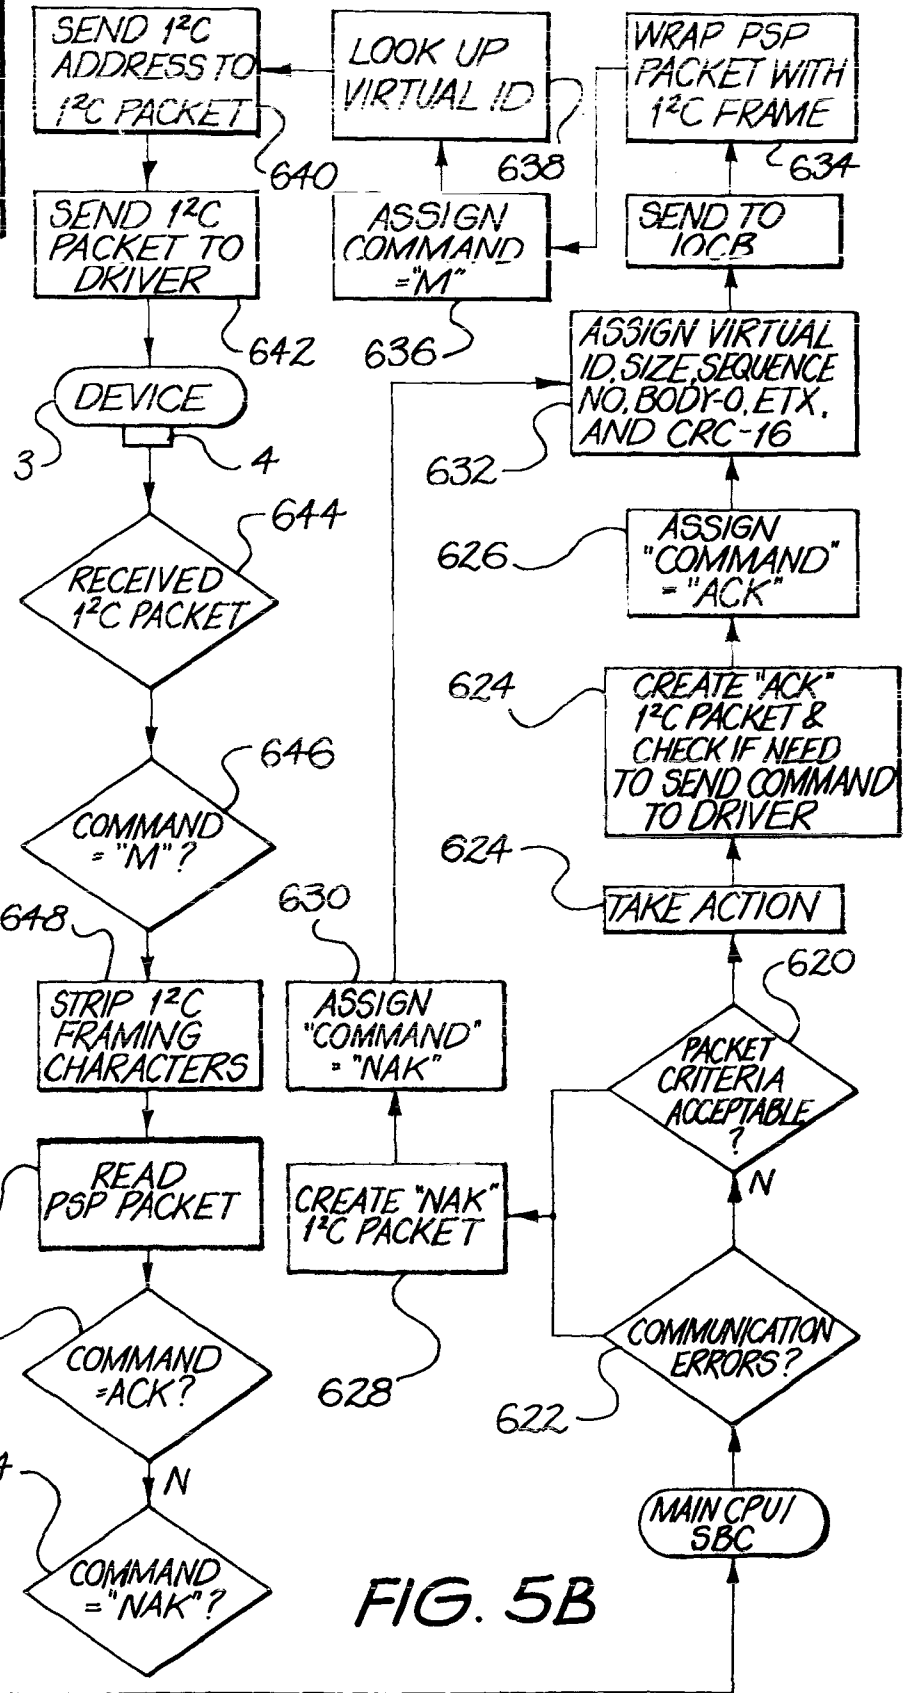 SEND I²C
ADDRESS TO
I²C PACKET
640
LOOK UP
VIRTUAL ID
638
WRAP PSP
PACKET WITH
I²C FRAME
634
SEND I²C
PACKET TO
DRIVER
642
ASSIGN
COMMAND
="M"
636
SEND TO
IOCB
ASSIGN VIRTUAL
ID, SIZE, SEQUENCE
NO, BODY-O, ETX,
AND CRC-16
632
DEVICE
3
4
644
RECEIVED
I²C PACKET
626
ASSIGN
"COMMAND"
= "ACK"
624
CREATE "ACK"
I²C PACKET &
CHECK IF NEED
TO SEND COMMAND
TO DRIVER
646
COMMAND
= "M"?
624
TAKE ACTION
648
STRIP I²C
FRAMING
CHARACTERS
630
ASSIGN
"COMMAND"
= "NAK"
620
PACKET
CRITERIA
ACCEPTABLE
?
N
READ
PSP PACKET
CREATE "NAK"
I²C PACKET
628
COMMAND
=ACK?
N
COMMUNICATION
ERRORS?
622
4
COMMAND
= "NAK"?
MAIN CPU/
SBC
FIG. 5B